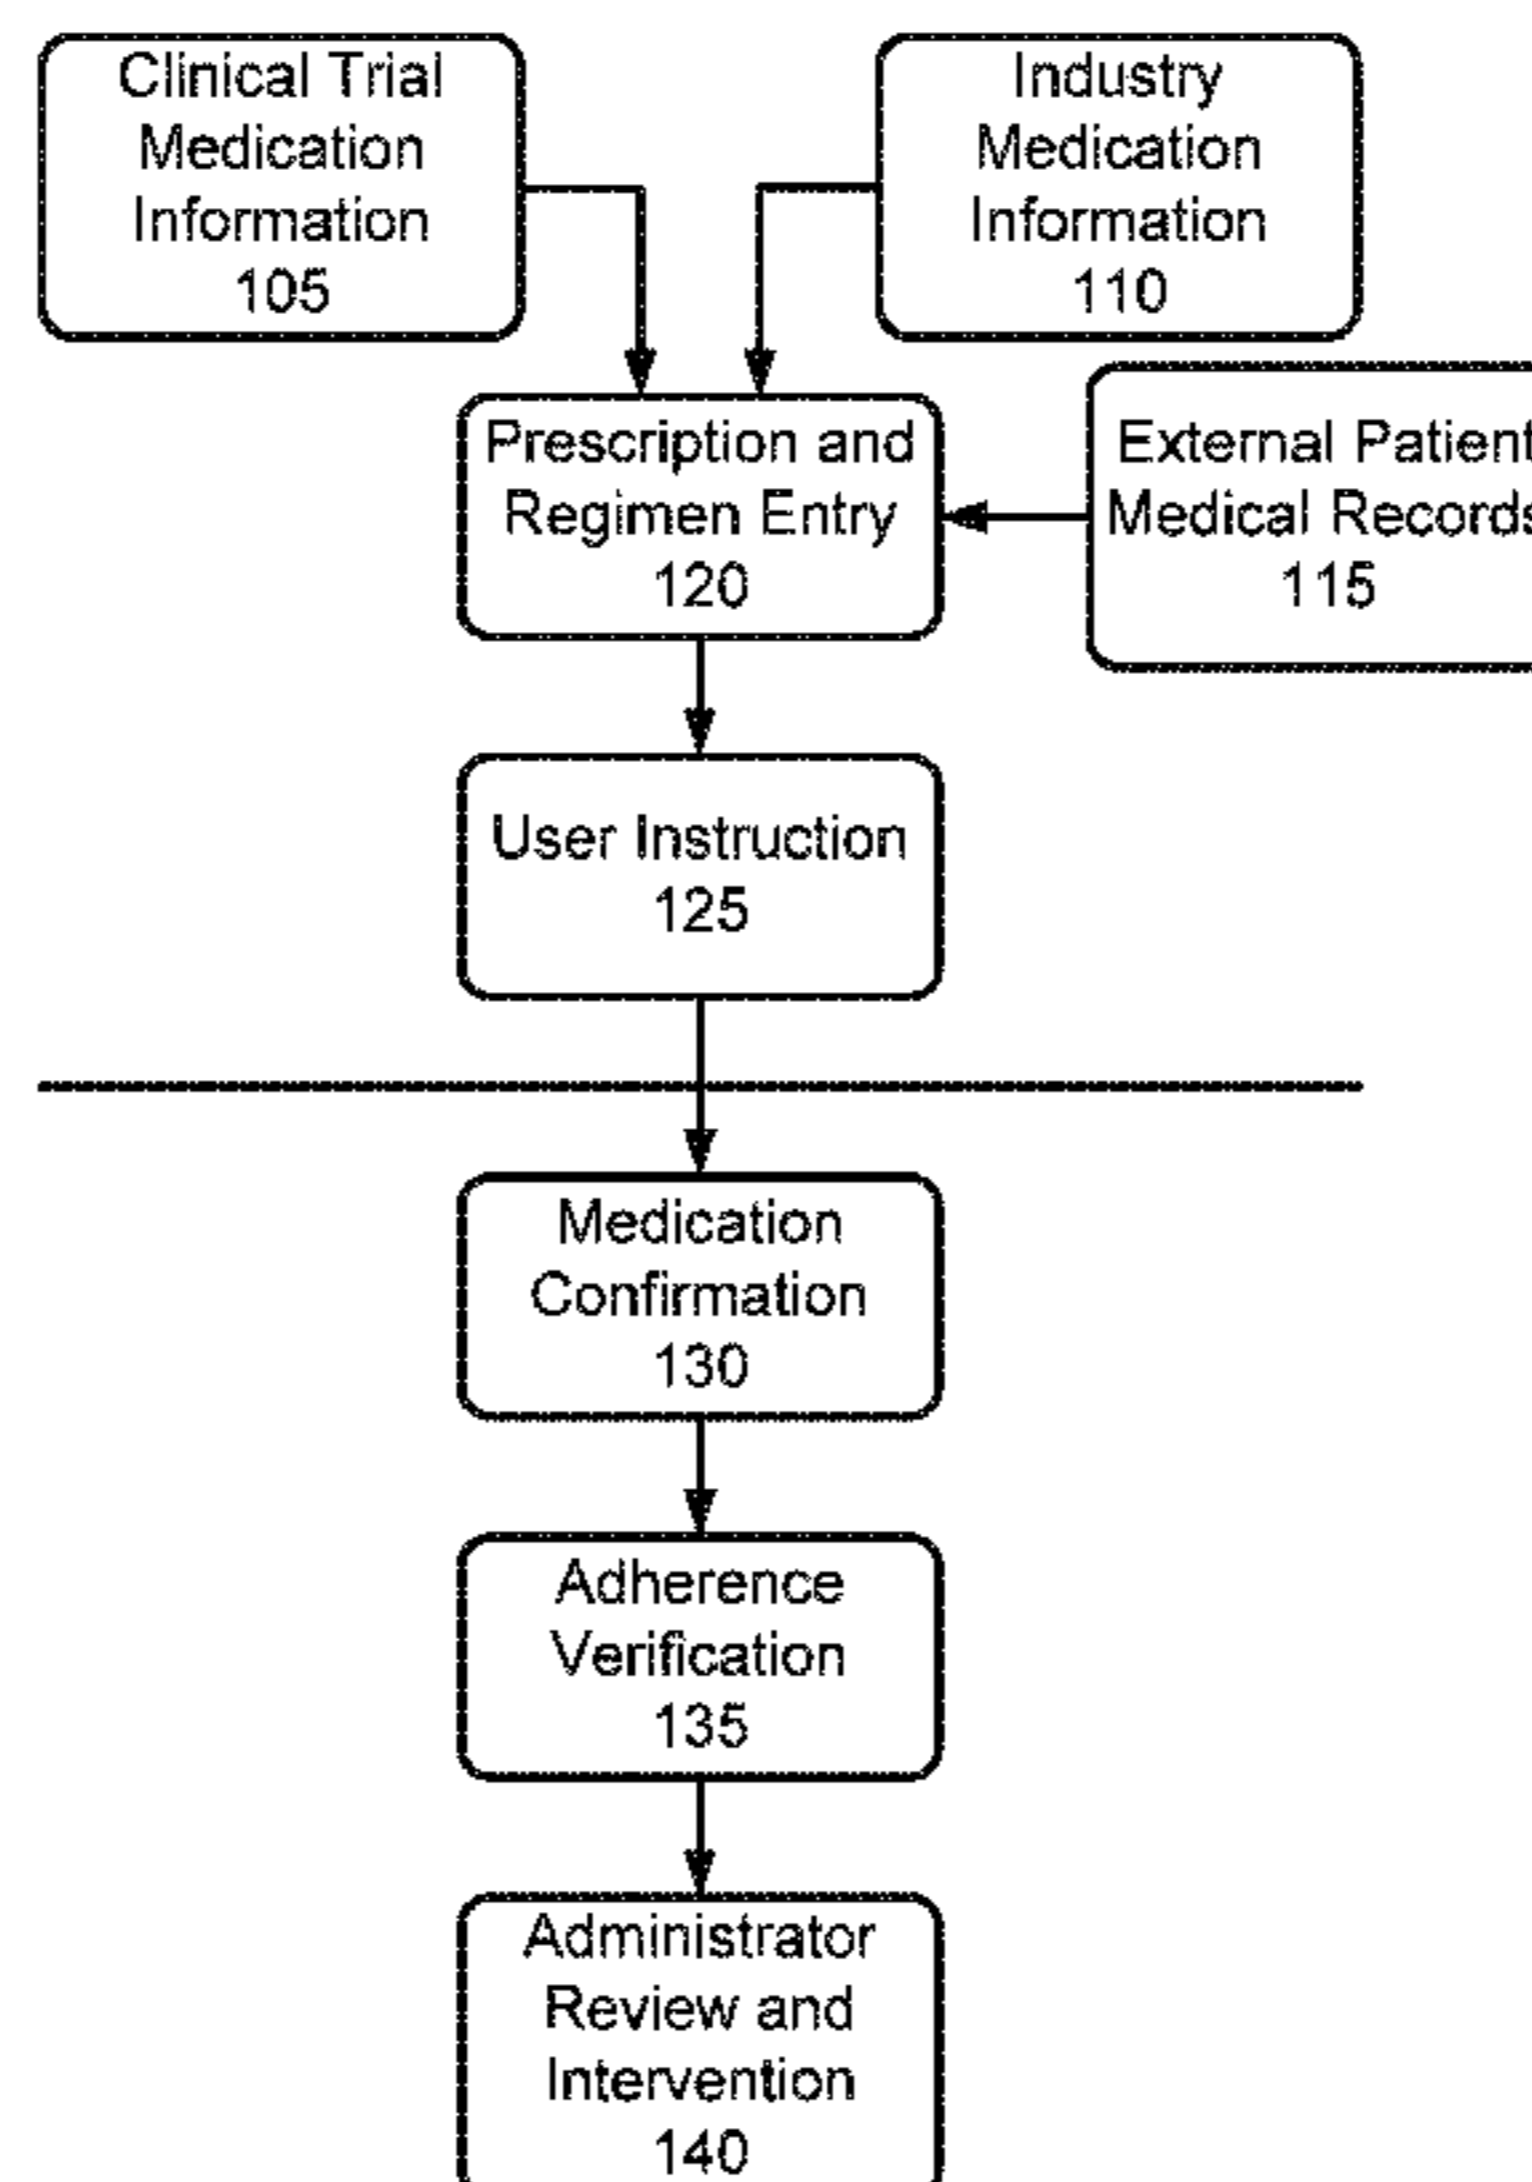 Clinical Trial
Medication
Information
105
Industry
Medication
Information
110
Prescription and
Regimen Entry
120
External Patient
Medical Records
115
User Instruction
125
Medication
Confirmation
130
Adherence
Verification
135
Administrator
Review and
Intervention
140